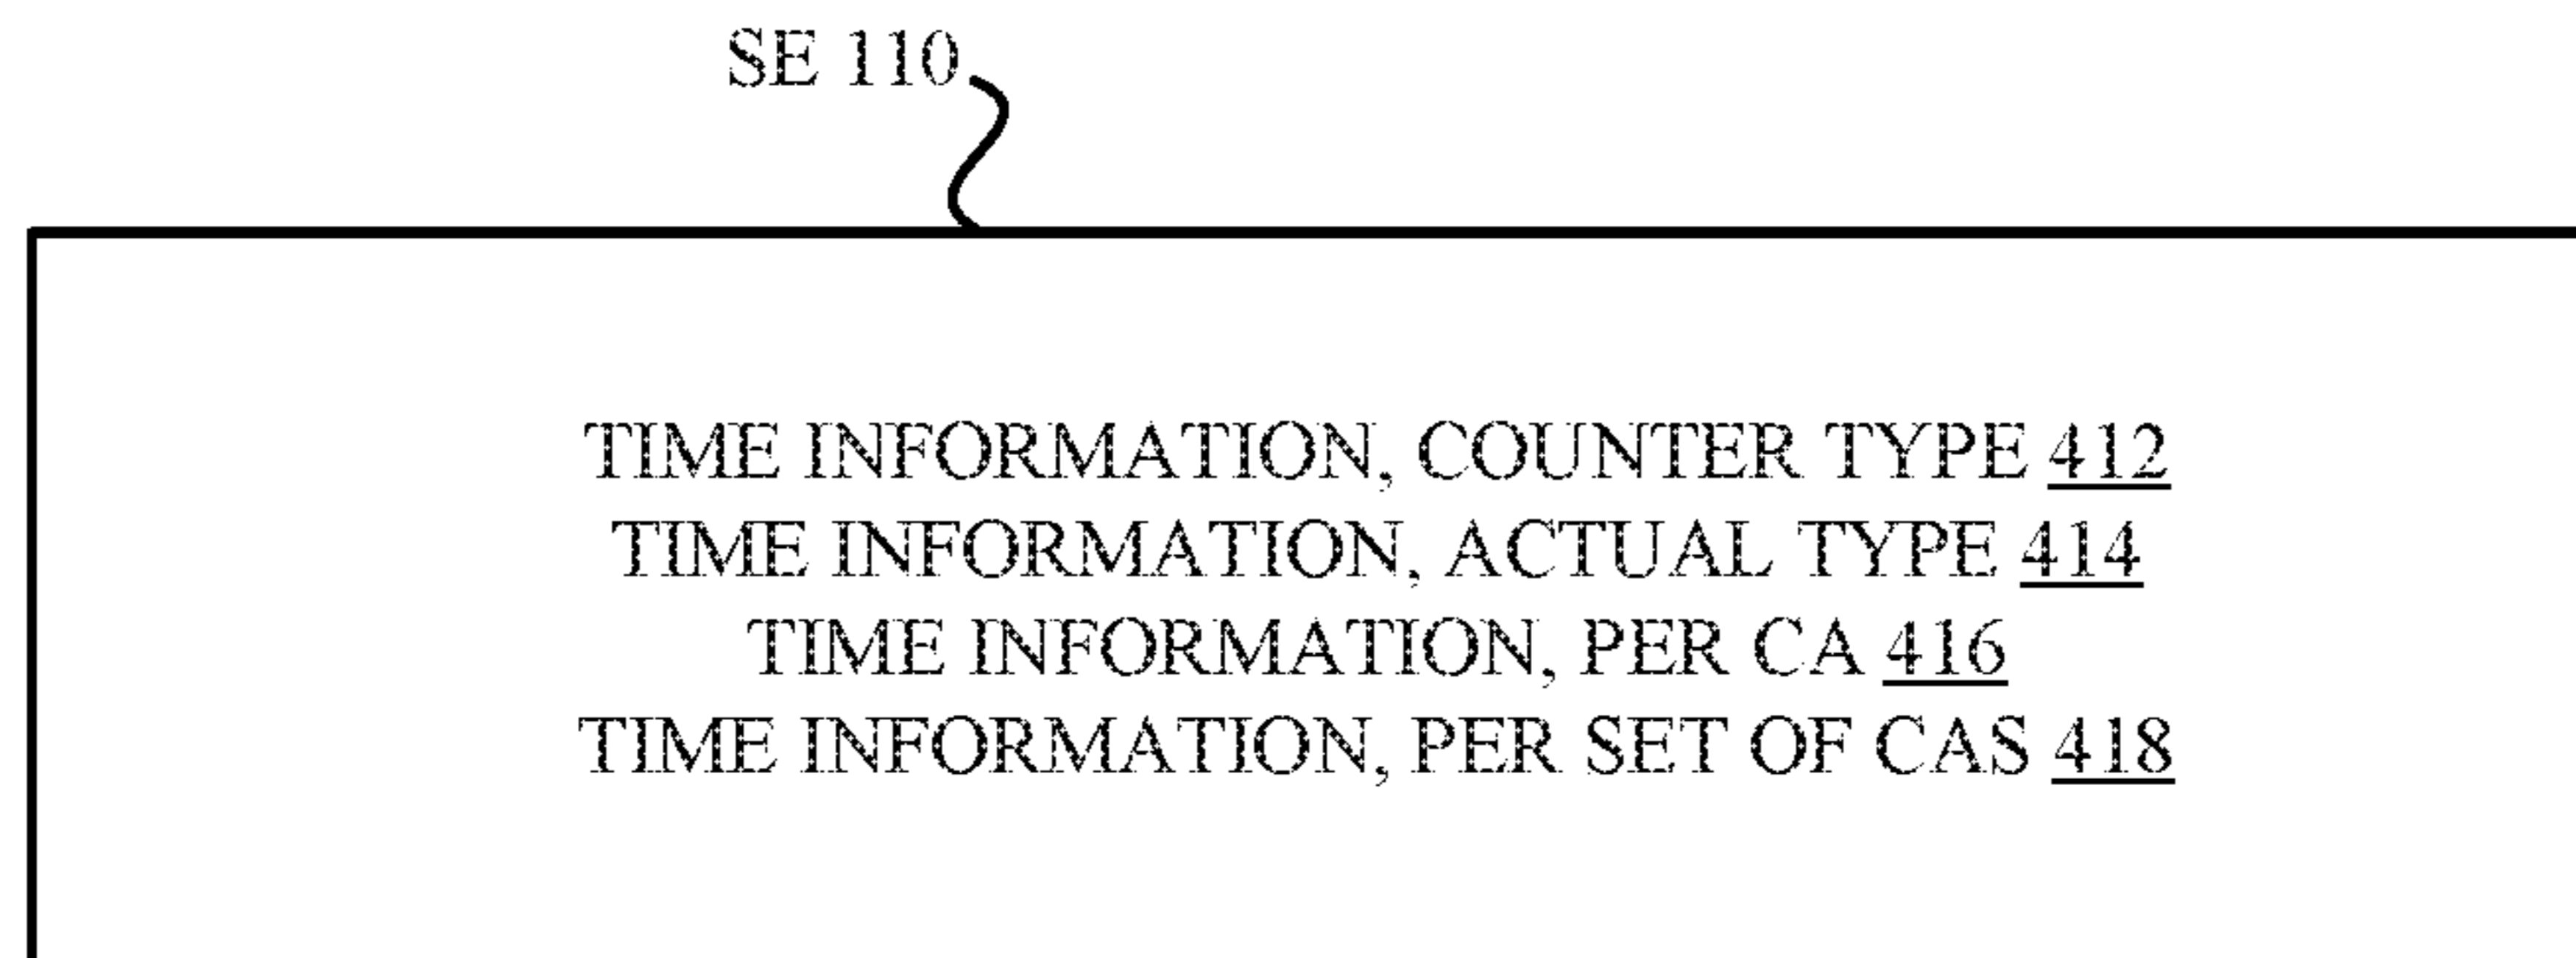 SE 110
TIME INFORMATION, COUNTER TYPE 412
TIME INFORMATION, ACTUAL TYPE 414
TIME INFORMATION, PER CA 416
TIME INFORMATION, PER SET OF CAS 418